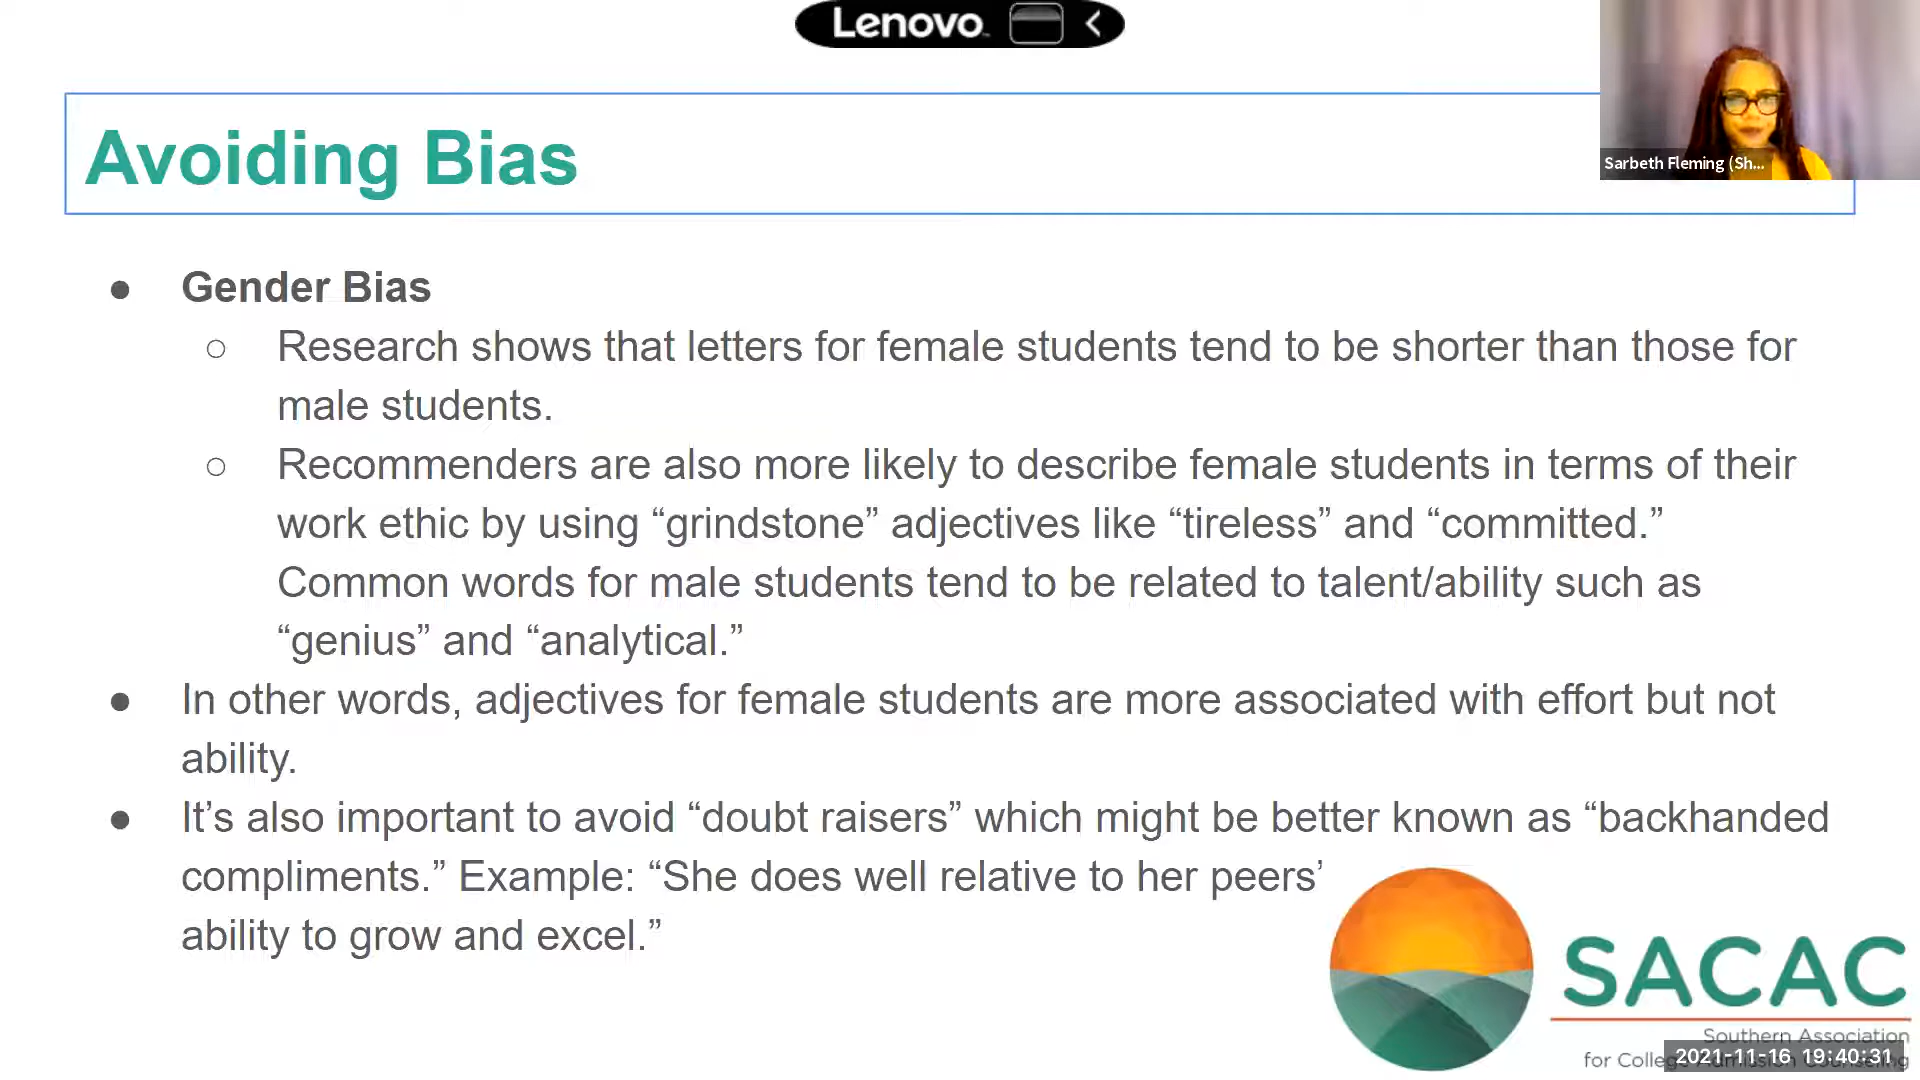 Lenovo
Sarbeth Fleming (Sh...
Avoiding Bias
● Gender Bias
○ Research shows that letters for female students tend to be shorter than those for
male students.
○ Recommenders are also more likely to describe female students in terms of their
work ethic by using “grindstone” adjectives like “tireless” and “committed.”
Common words for male students tend to be related to talent/ability such as
“genius” and “analytical.”
● In other words, adjectives for female students are more associated with effort but not
ability.
● It’s also important to avoid “doubt raisers” which might be better known as “backhanded
compliments.” Example: “She does well relative to her peers’
ability to grow and excel.”
SACAC
Southern Association
for College Admission Counseling
2021-11-16 19:40:31